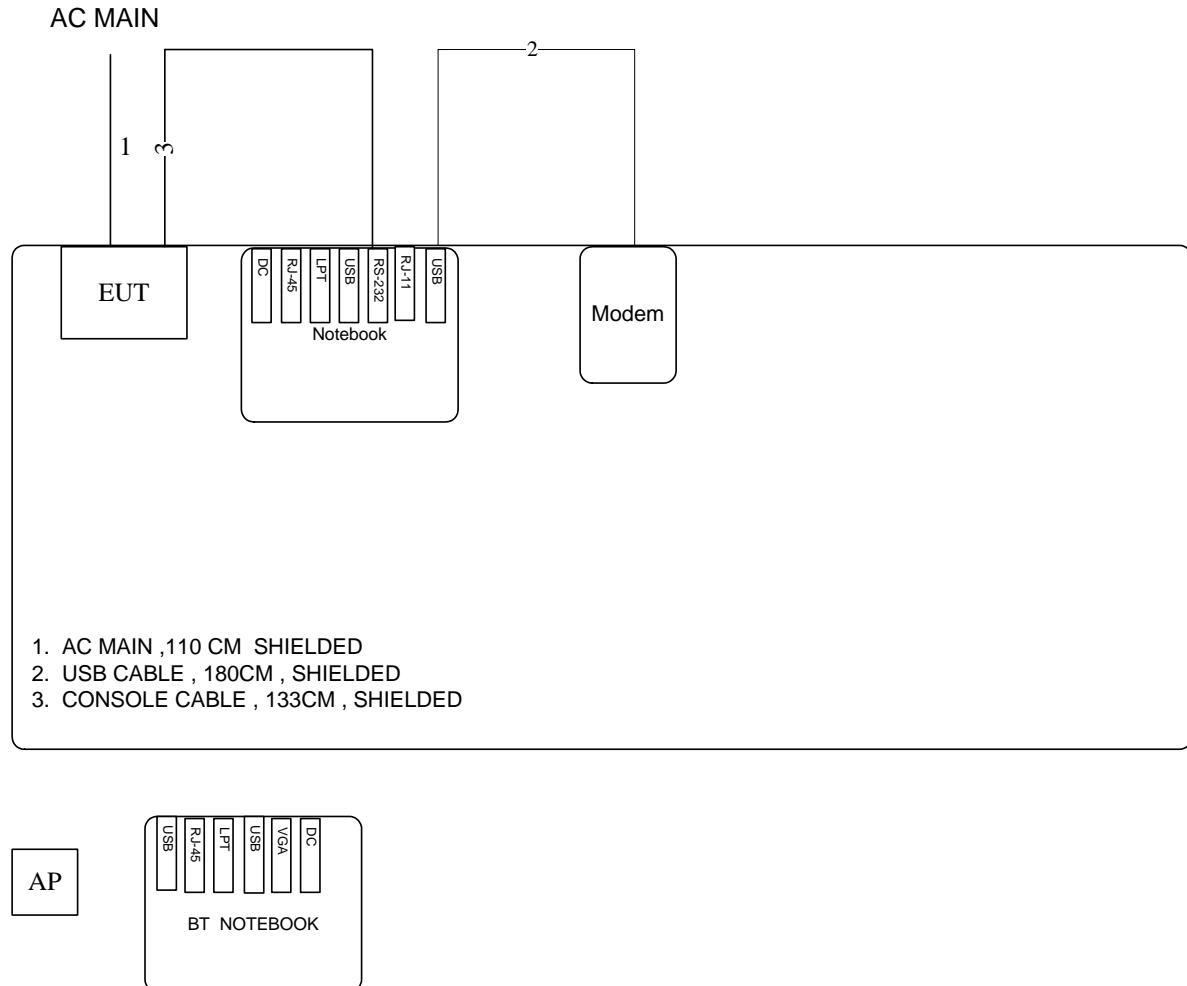 AC MAIN
2
1
3
EUT
DC
RJ-45
LPT
USB
RS-232
RJ-11
USB
Notebook
Modem
1. AC MAIN ,110 CM SHIELDED
2. USB CABLE , 180CM , SHIELDED
3. CONSOLE CABLE , 133CM , SHIELDED
AP
USB
RJ-45
LPT
USB
VGA
DC
BT NOTEBOOK